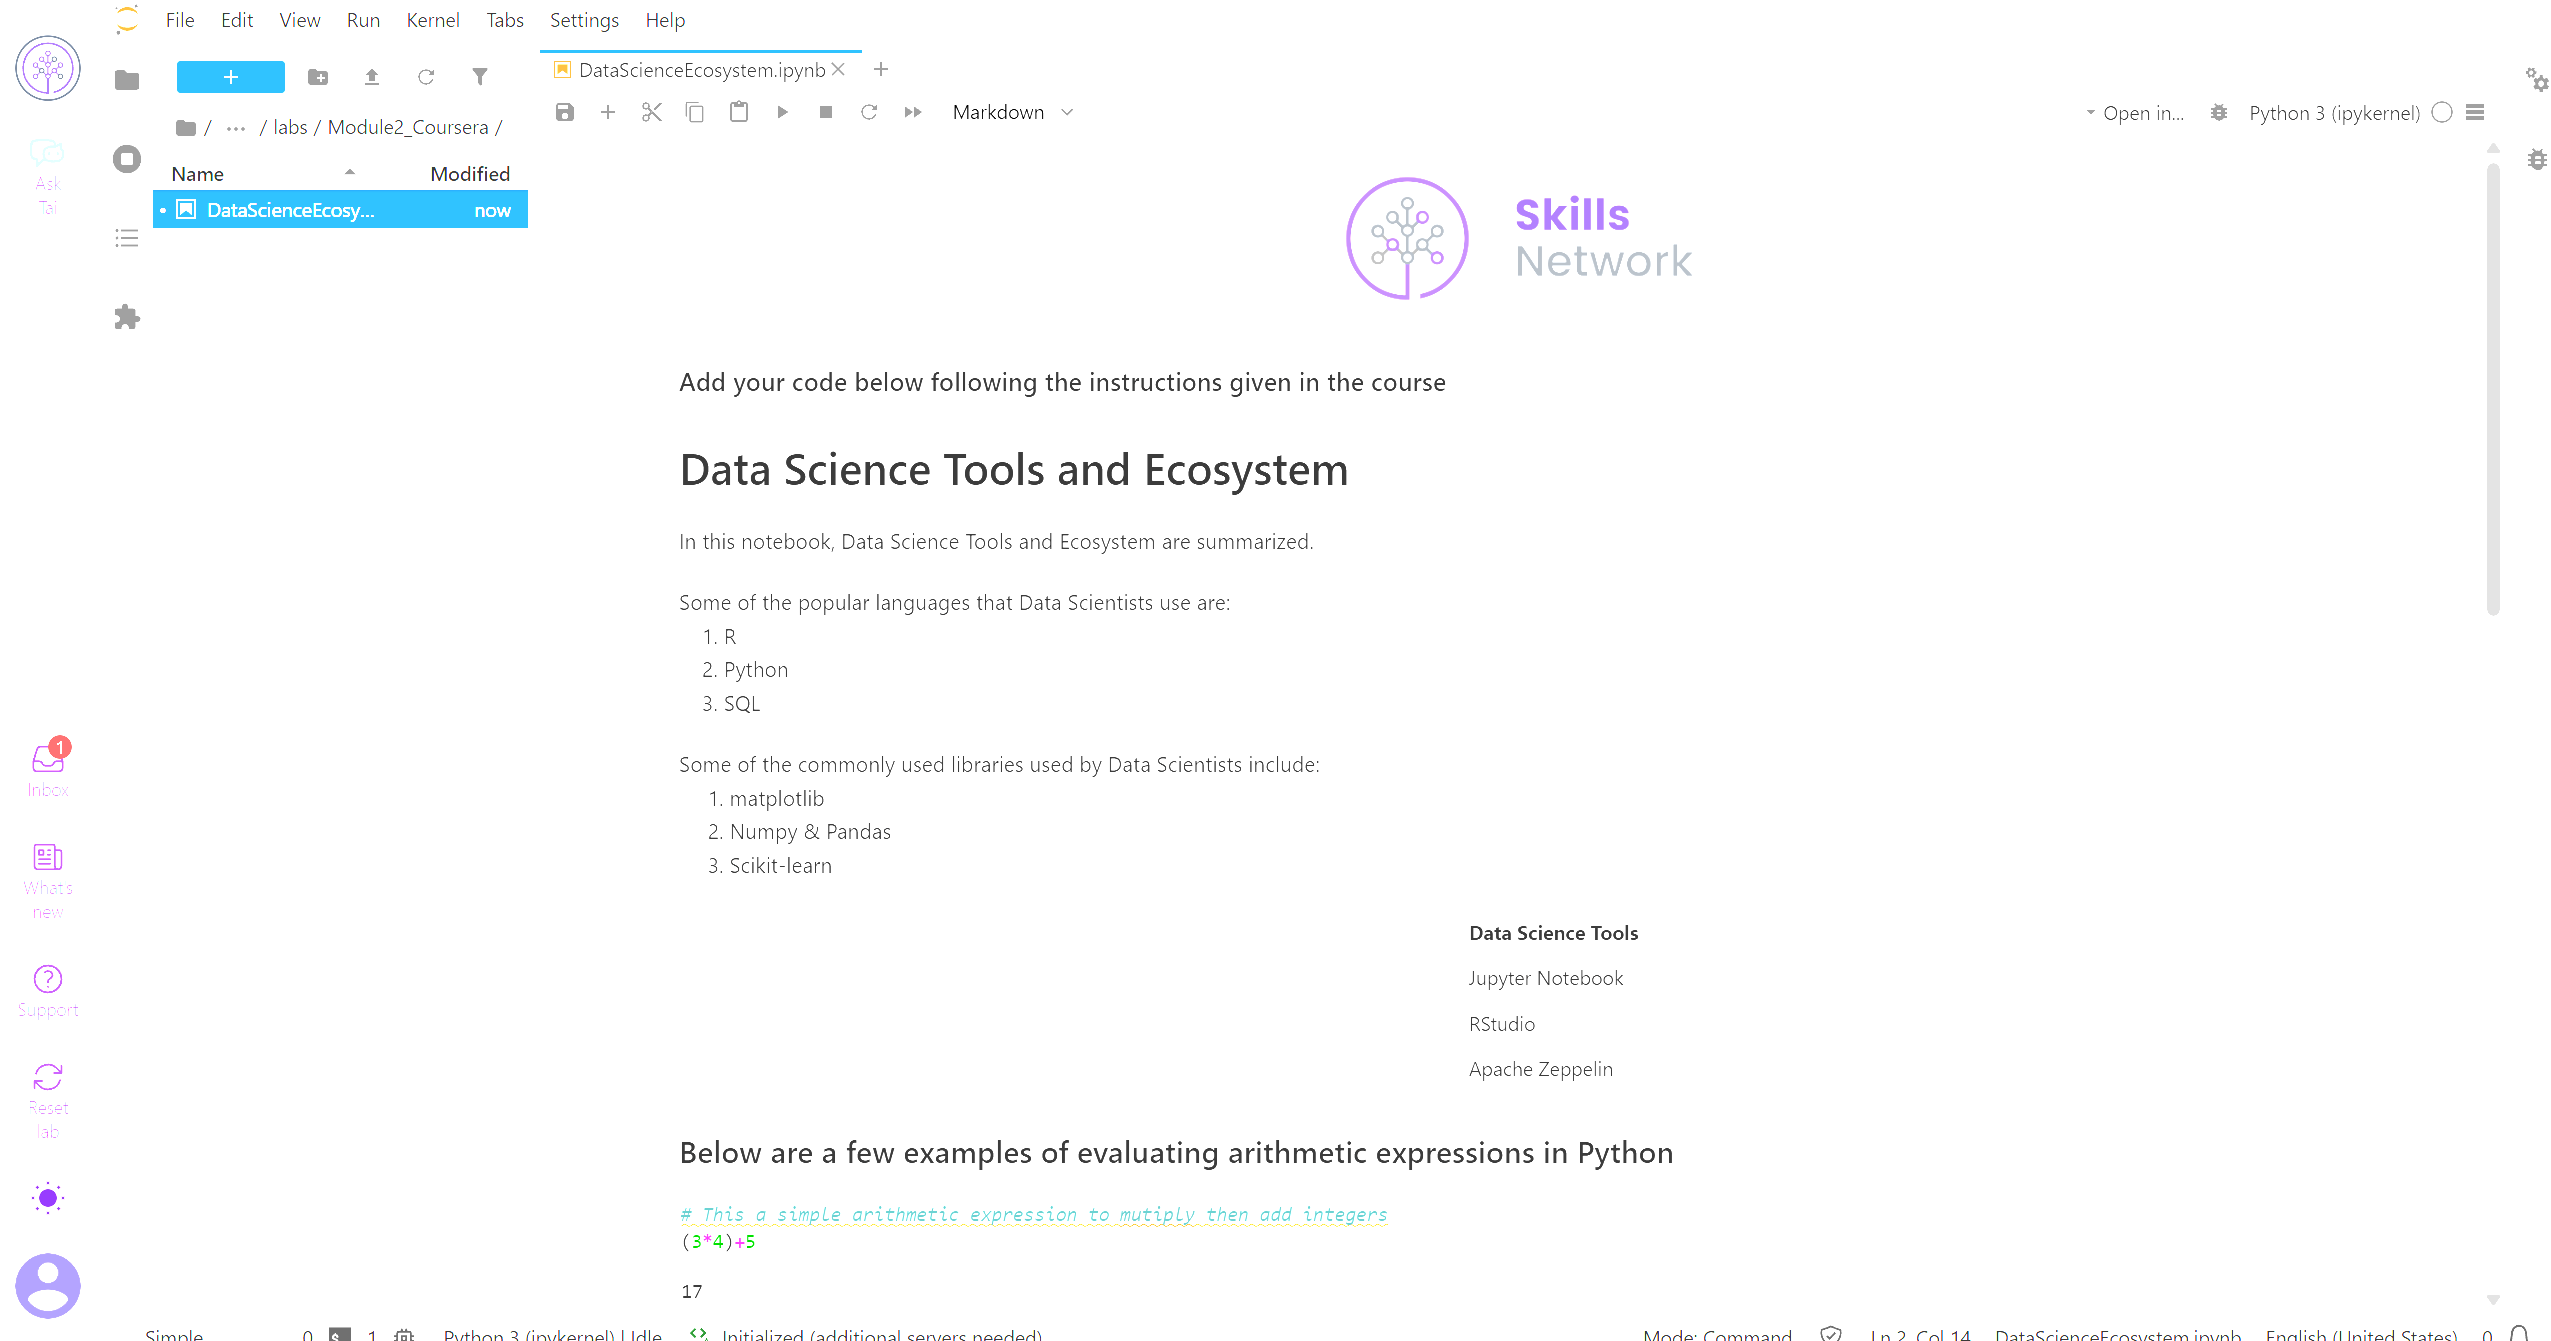 File Edit View Run Kernel Tabs Settings Help
DataScienceEcosystem.ipynb
Markdown
Open in...
Python 3 (ipykernel)
/ ... / labs / Module2_Coursera /
Name Modified
DataScienceEcosy... now
Ask
Tai
Skills
Network
Add your code below following the instructions given in the course
Data Science Tools and Ecosystem
In this notebook, Data Science Tools and Ecosystem are summarized.
Some of the popular languages that Data Scientists use are:
1. R
2. Python
3. SQL
Some of the commonly used libraries used by Data Scientists include:
1. matplotlib
2. Numpy & Pandas
3. Scikit-learn
Data Science Tools
Jupyter Notebook
RStudio
Apache Zeppelin
Below are a few examples of evaluating arithmetic expressions in Python
# This a simple arithmetic expression to mutiply then add integers
(3*4)+5
17
1
Inbox
What's
new
Support
Reset
lab
Simple 0 1 Python 3 (ipykernel) | Idle Initialized (additional servers needed) Mode: Command Ln 2, Col 14 DataScienceEcosystem.ipynb English (United States) 0